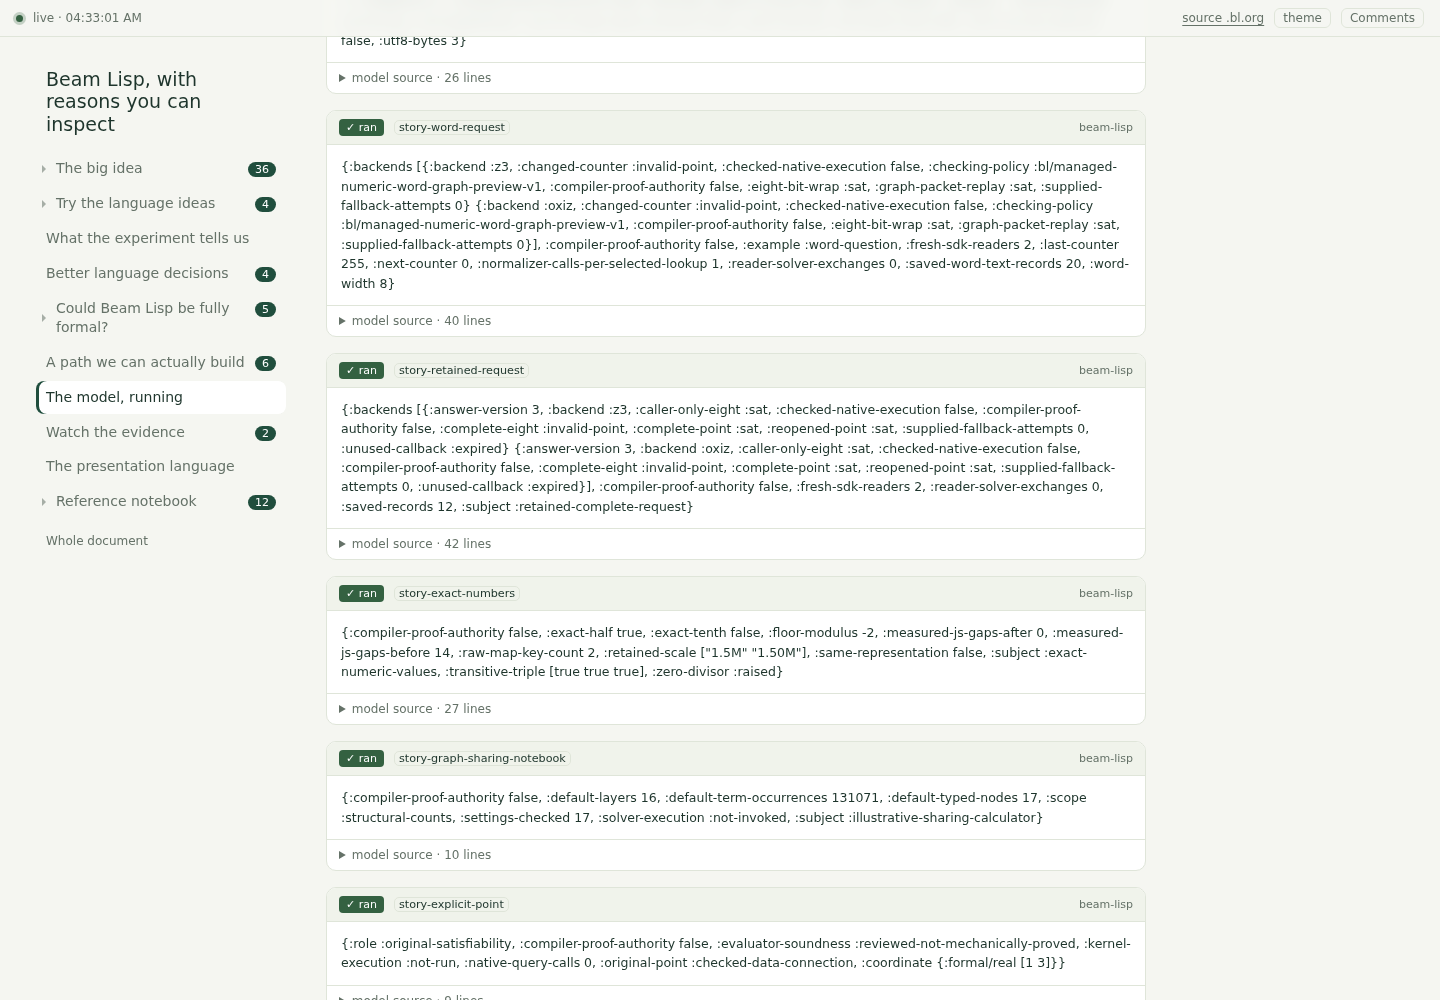 live · 04:33:01 AM
source .bl.org
theme
Comments
Beam Lisp, with
reasons you can
inspect
The big idea 36
Try the language ideas 4
What the experiment tells us
Better language decisions 4
Could Beam Lisp be fully 5
formal?
A path we can actually build 6
The model, running
Watch the evidence 2
The presentation language
Reference notebook 12
Whole document
false, :utf8-bytes 3}
model source · 26 lines
✓ ran story-word-request beam-lisp
{:backends [{:backend :z3, :changed-counter :invalid-point, :checked-native-execution false, :checking-policy :bl/managed-
numeric-word-graph-preview-v1, :compiler-proof-authority false, :eight-bit-wrap :sat, :graph-packet-replay :sat, :supplied-
fallback-attempts 0} {:backend :oxiz, :changed-counter :invalid-point, :checked-native-execution false, :checking-policy
:bl/managed-numeric-word-graph-preview-v1, :compiler-proof-authority false, :eight-bit-wrap :sat, :graph-packet-replay :sat,
:supplied-fallback-attempts 0}], :compiler-proof-authority false, :example :word-question, :fresh-sdk-readers 2, :last-counter
255, :next-counter 0, :normalizer-calls-per-selected-lookup 1, :reader-solver-exchanges 0, :saved-word-text-records 20, :word-
width 8}
model source · 40 lines
✓ ran story-retained-request beam-lisp
{:backends [{:answer-version 3, :backend :z3, :caller-only-eight :sat, :checked-native-execution false, :compiler-proof-
authority false, :complete-eight :invalid-point, :complete-point :sat, :reopened-point :sat, :supplied-fallback-attempts 0,
:unused-callback :expired} {:answer-version 3, :backend :oxiz, :caller-only-eight :sat, :checked-native-execution false,
:compiler-proof-authority false, :complete-eight :invalid-point, :complete-point :sat, :reopened-point :sat, :supplied-fallback-
attempts 0, :unused-callback :expired}], :compiler-proof-authority false, :fresh-sdk-readers 2, :reader-solver-exchanges 0,
:saved-records 12, :subject :retained-complete-request}
model source · 42 lines
✓ ran story-exact-numbers beam-lisp
{:compiler-proof-authority false, :exact-half true, :exact-tenth false, :floor-modulus -2, :measured-js-gaps-after 0, :measured-
js-gaps-before 14, :raw-map-key-count 2, :retained-scale ["1.5M" "1.50M"], :same-representation false, :subject :exact-
numeric-values, :transitive-triple [true true true], :zero-divisor :raised}
model source · 27 lines
✓ ran story-graph-sharing-notebook beam-lisp
{:compiler-proof-authority false, :default-layers 16, :default-term-occurrences 131071, :default-typed-nodes 17, :scope
:structural-counts, :settings-checked 17, :solver-execution :not-invoked, :subject :illustrative-sharing-calculator}
model source · 10 lines
✓ ran story-explicit-point beam-lisp
{:role :original-satisfiability, :compiler-proof-authority false, :evaluator-soundness :reviewed-not-mechanically-proved, :kernel-
execution :not-run, :native-query-calls 0, :original-point :checked-data-connection, :coordinate {:formal/real [1 3]}}
model source · 9 lines